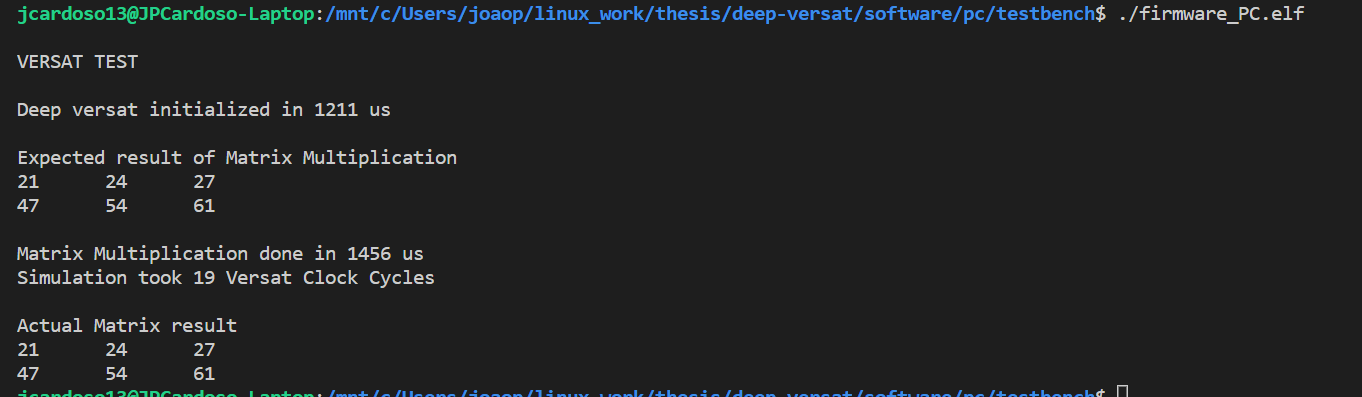 jcardoso13@JPCardoso-Laptop:/mnt/c/Users/joaop/linux_work/thesis/deep-versat/software/pc/testbench$ ./firmware_PC.elf
VERSAT TEST
Deep versat initialized in 1211 us
Expected result of Matrix Multiplication
21 24 27
47 54 61
Matrix Multiplication done in 1456 us
Simulation took 19 Versat Clock Cycles
Actual Matrix result
21 24 27
47 54 61
jcardoso13@JPCardoso-Laptop:/mnt/c/Users/joaop/linux_work/thesis/deep-versat/software/pc/testbench$